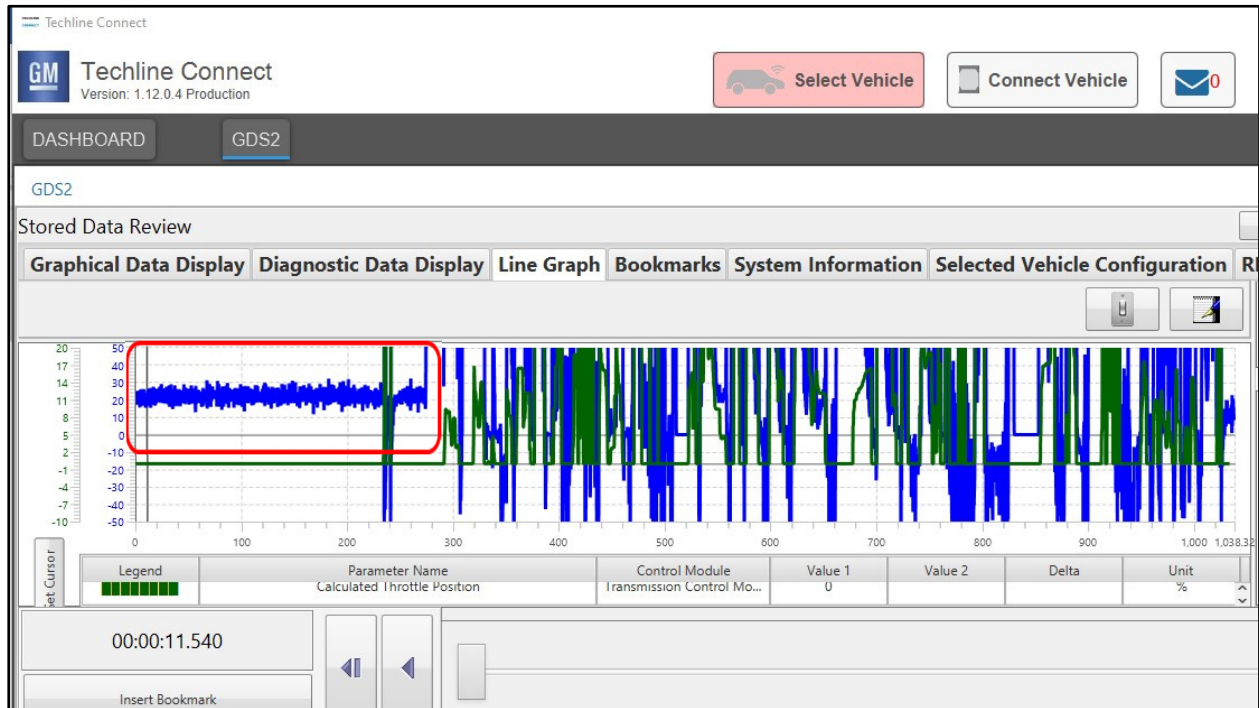 Techline Connect
GM
Techline Connect
Version: 1.12.0.4 Production
Select Vehicle
Connect Vehicle
0
DASHBOARD GDS2
GDS2
Stored Data Review
Graphical Data Display Diagnostic Data Display Line Graph Bookmarks System Information Selected Vehicle Configuration
20 50
17 40
14 30
11 20
8 10
5 0
2 -10
-1 -20
-4 -30
-7 -40
-10 -50
0 100 200 300 400 500 600 700 800 900 1,000 1,038.32
Set Cursor
Legend Parameter Name Control Module Value 1 Value 2 Delta Unit
Calculated Throttle Position Transmission Control Mo... 0 %
00:00:11.540
Insert Bookmark